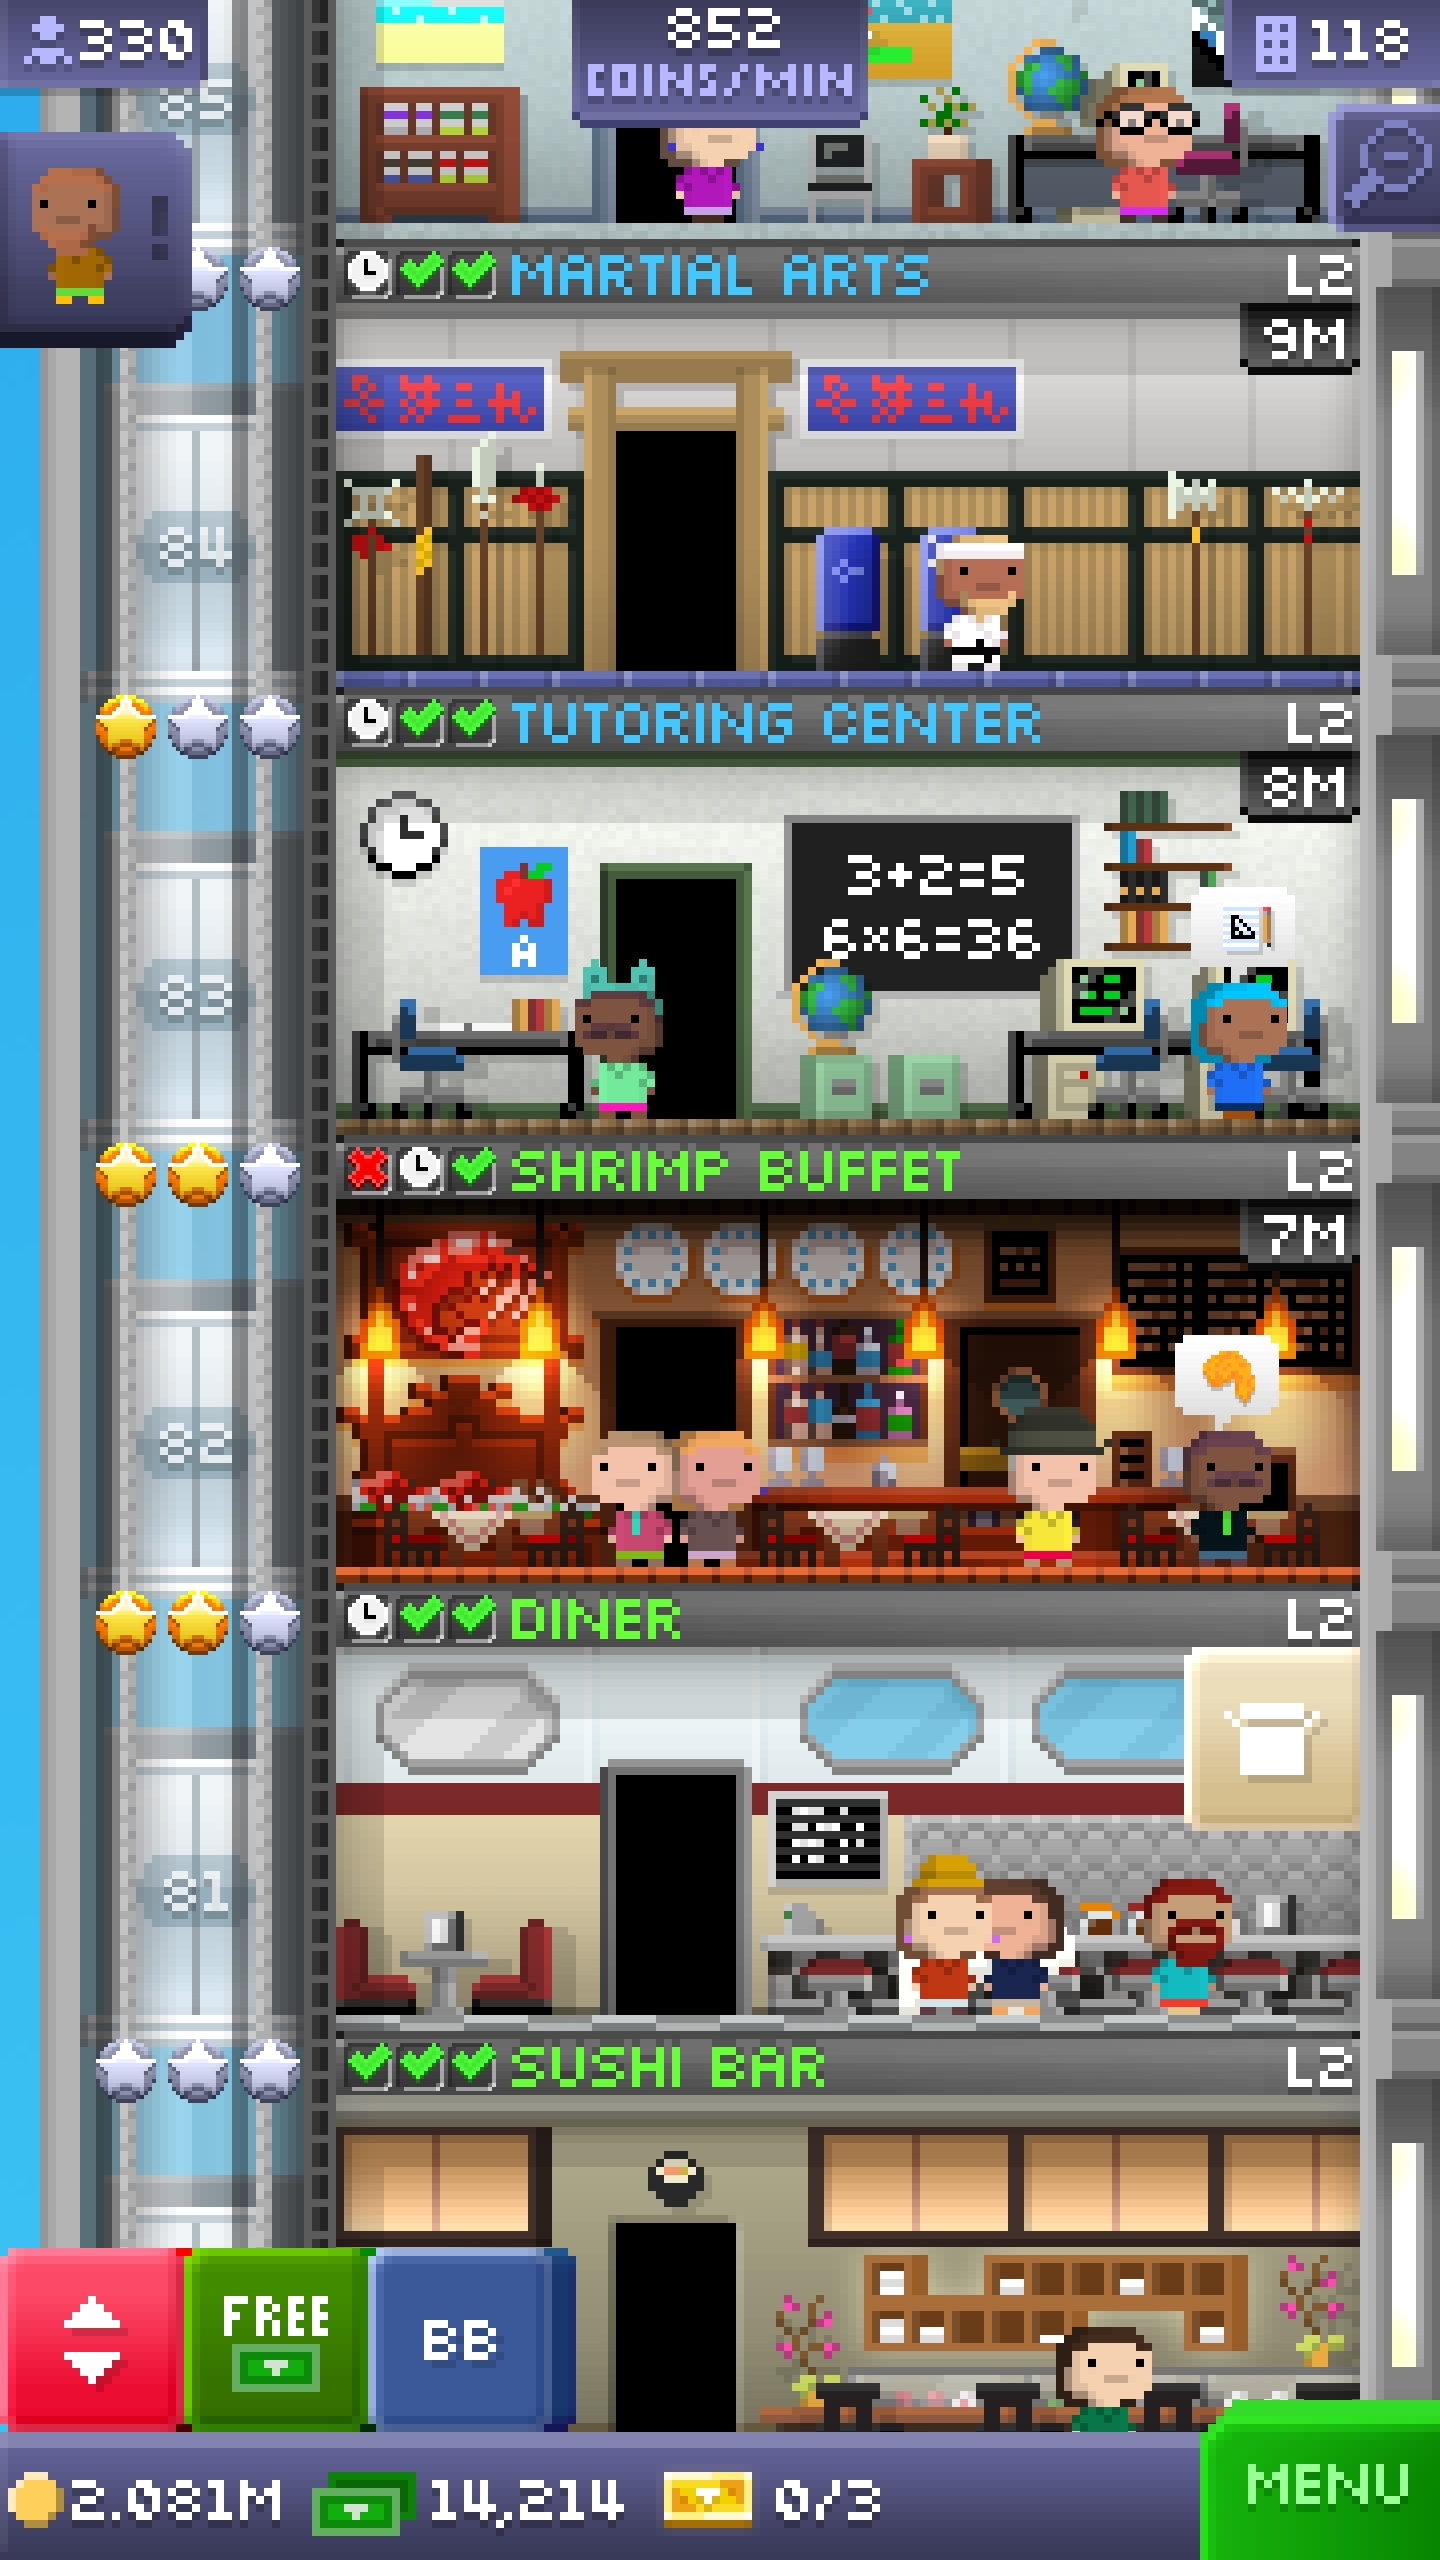 330
852
COINS/MIN
118
85
MARTIAL ARTS
L2
9M
84
TUTORING CENTER
L2
8M
3+2=5
6×6=36
A
83
SHRIMP BUFFET
L2
7M
82
DINER
L2
81
SUSHI BAR
L2
FREE
BB
2.081M
14,214
0/3
MENU